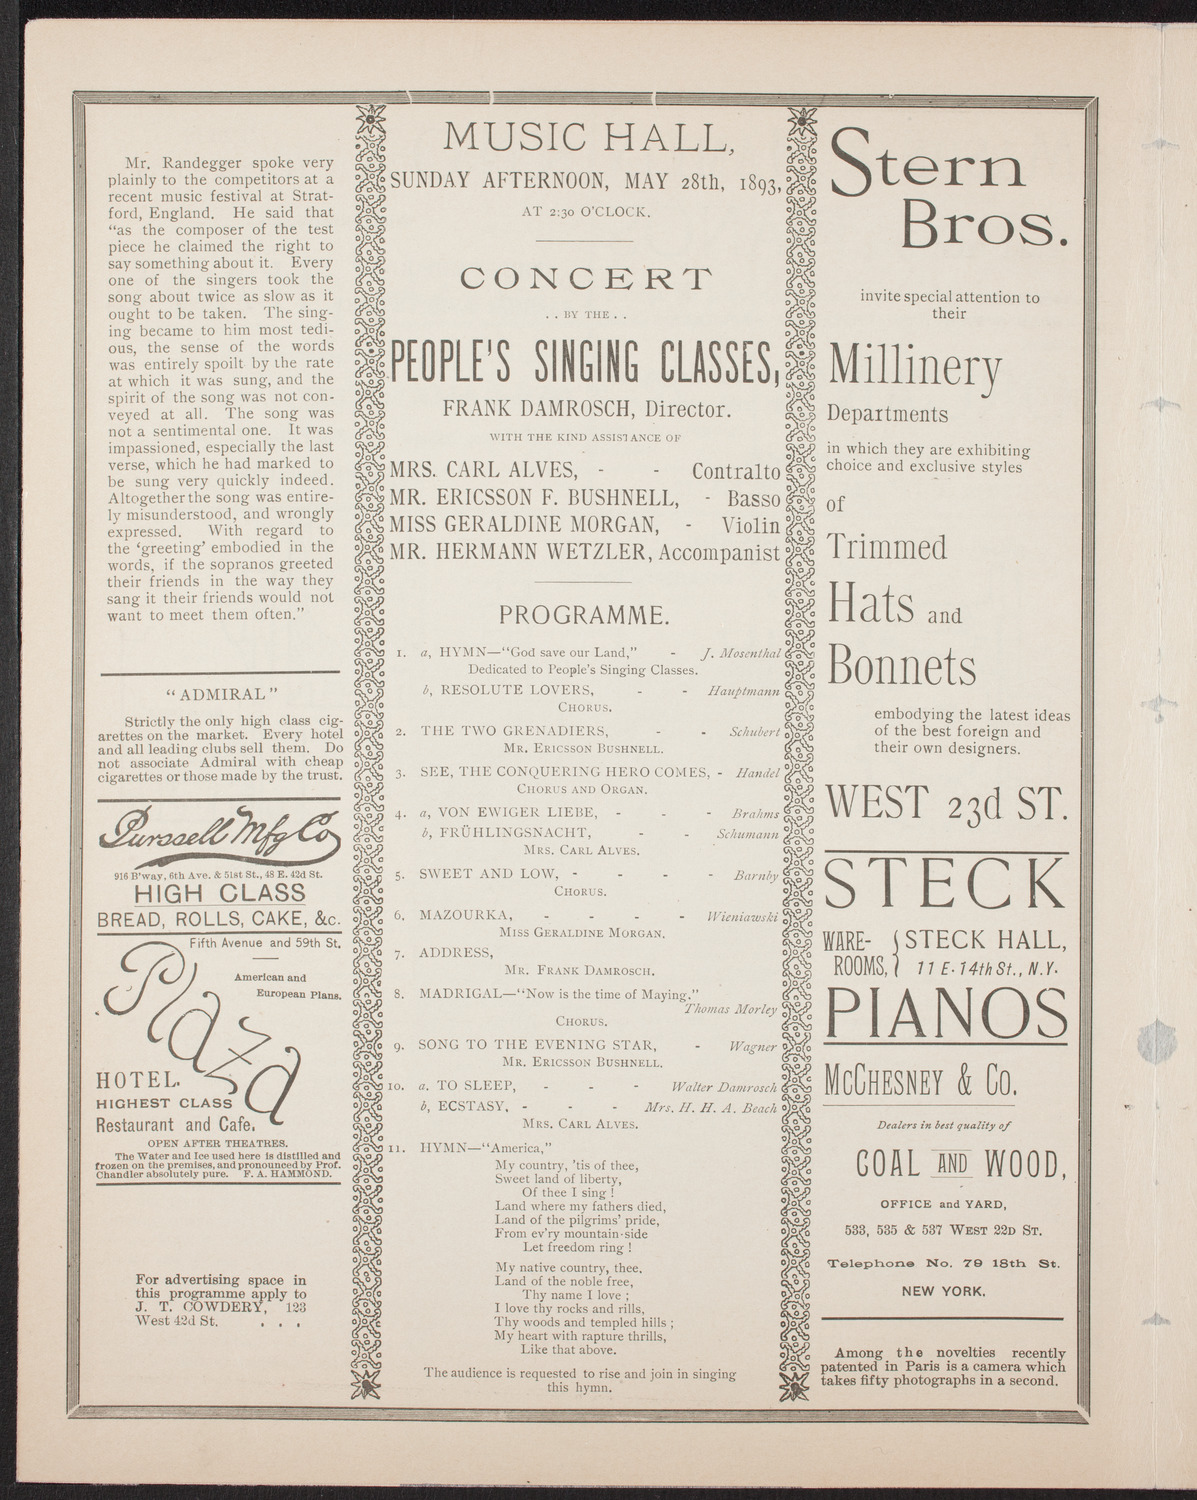 Mr. Randegger spoke very
plainly to the competitors at a
recent music festival at Strat-
ford, England. He said that
“as the composer of the test
piece he claimed the right to
say something about it. Every
one of the singers took the
song about twice as slow as it
ought to be taken. The sing-
ing became to him most tedi-
ous, the sense of the words
was entirely spoilt by the rate
at which it was sung, and the
spirit of the song was not con-
veyed at all. The song was
not a sentimental one. It was
impassioned, especially the last
verse, which he had marked to
be sung very quickly indeed.
Altogether the song was entire-
ly misunderstood, and wrongly
expressed. With regard to
the ‘greeting’ embodied in the
words, if the sopranos greeted
their friends in the way they
sang it their friends would not
want to meet them often.”
“ADMIRAL”
Strictly the only high class cig-
arettes on the market. Every hotel
and all leading clubs sell them. Do
not associate Admiral with cheap
cigarettes or those made by the trust.
Purssell Mfg Co
916 B'way, 6th Ave. & 51st St., 48 E. 42d St.
HIGH CLASS
BREAD, ROLLS, CAKE, &c.
Fifth Avenue and 59th St.
American and
European Plans.
Plaza
HOTEL.
HIGHEST CLASS
Restaurant and Cafe.
OPEN AFTER THEATRES.
The Water and Ice used here is distilled and
frozen on the premises, and pronounced by Prof.
Chandler absolutely pure. F. A. HAMMOND.
For advertising space in
this programme apply to
J. T. COWDERY, 123
West 42d St. . . .
MUSIC HALL,
SUNDAY AFTERNOON, MAY 28th, 1893,
AT 2:30 O'CLOCK.
CONCERT
. . BY THE . .
PEOPLE'S SINGING CLASSES,
FRANK DAMROSCH, Director.
WITH THE KIND ASSISTANCE OF
MRS. CARL ALVES, - - Contralto
MR. ERICSSON F. BUSHNELL, - Basso
MISS GERALDINE MORGAN, - Violin
MR. HERMANN WETZLER, Accompanist
PROGRAMME.
1. a, HYMN—“God save our Land,” - J. Mosenthal
Dedicated to People's Singing Classes.
b, RESOLUTE LOVERS, - - Hauptmann
CHORUS.
2. THE TWO GRENADIERS, - - Schubert
MR. ERICSSON BUSHNELL.
3. SEE, THE CONQUERING HERO COMES, - Handel
CHORUS AND ORGAN.
4. a, VON EWIGER LIEBE, - - - Brahms
b, FRÜHLINGSNACHT, - - Schumann
MRS. CARL ALVES.
5. SWEET AND LOW, - - - - Barnby
CHORUS.
6. MAZOURKA, - - - - Wieniawski
MISS GERALDINE MORGAN.
7. ADDRESS,
MR. FRANK DAMROSCH.
8. MADRIGAL—“Now is the time of Maying.”
Thomas Morley
CHORUS.
9. SONG TO THE EVENING STAR, - Wagner
MR. ERICSSON BUSHNELL.
10. a. TO SLEEP, - - - Walter Damrosch
b, ECSTASY, - - - Mrs. H. H. A. Beach
MRS. CARL ALVES.
11. HYMN—“America,”
My country, 'tis of thee,
Sweet land of liberty,
Of thee I sing !
Land where my fathers died,
Land of the pilgrims' pride,
From ev'ry mountain-side
Let freedom ring !
My native country, thee,
Land of the noble free,
Thy name I love ;
I love thy rocks and rills,
Thy woods and templed hills ;
My heart with rapture thrills,
Like that above.
The audience is requested to rise and join in singing
this hymn.
Stern
Bros.
invite special attention to
their
Millinery
Departments
in which they are exhibiting
choice and exclusive styles
of
Trimmed
Hats and
Bonnets
embodying the latest ideas
of the best foreign and
their own designers.
WEST 23d ST.
STECK
WARE-
ROOMS, { STECK HALL,
11 E. 14th St., N.Y.
PIANOS
MCCHESNEY & CO.
Dealers in best quality of
COAL AND WOOD,
OFFICE and YARD,
533, 535 & 537 WEST 22D ST.
Telephone No. 79 18th St.
NEW YORK.
Among the novelties recently
patented in Paris is a camera which
takes fifty photographs in a second.